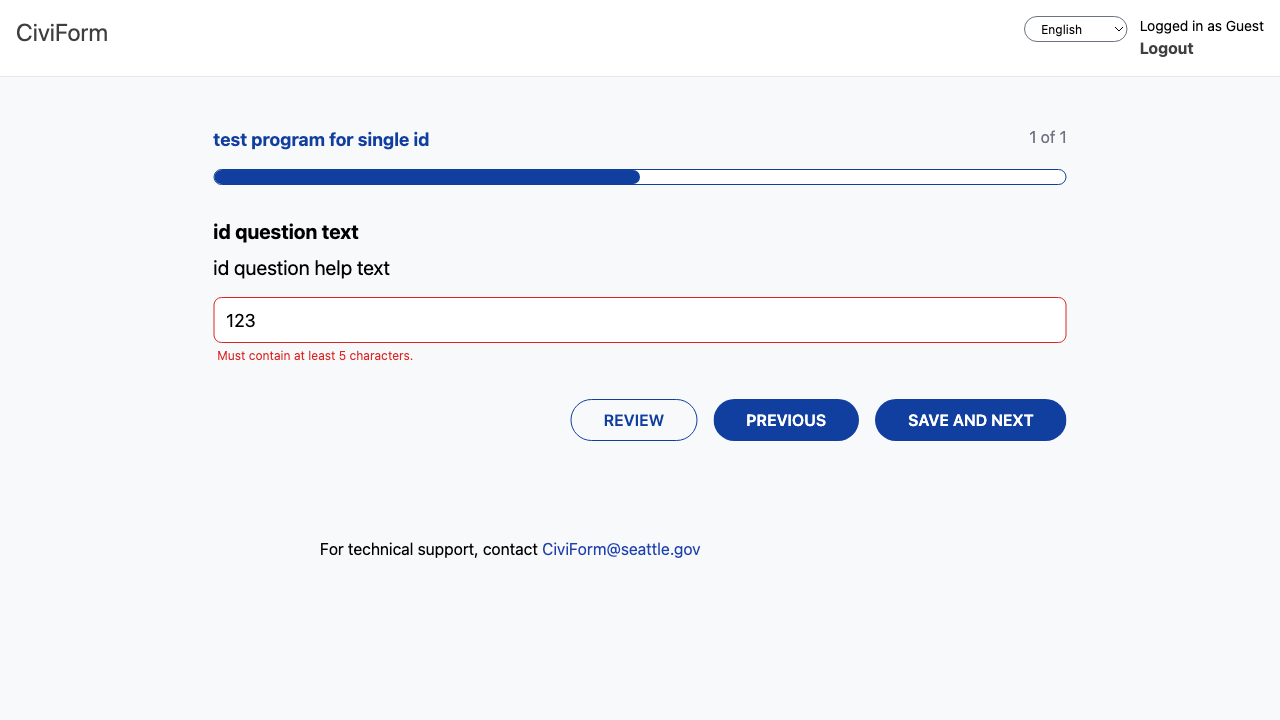 CiviForm
English
Logged in as Guest
Logout
test program for single id
1 of 1
id question text
id question help text
123
Must contain at least 5 characters.
REVIEW
PREVIOUS
SAVE AND NEXT
For technical support, contact CiviForm@seattle.gov